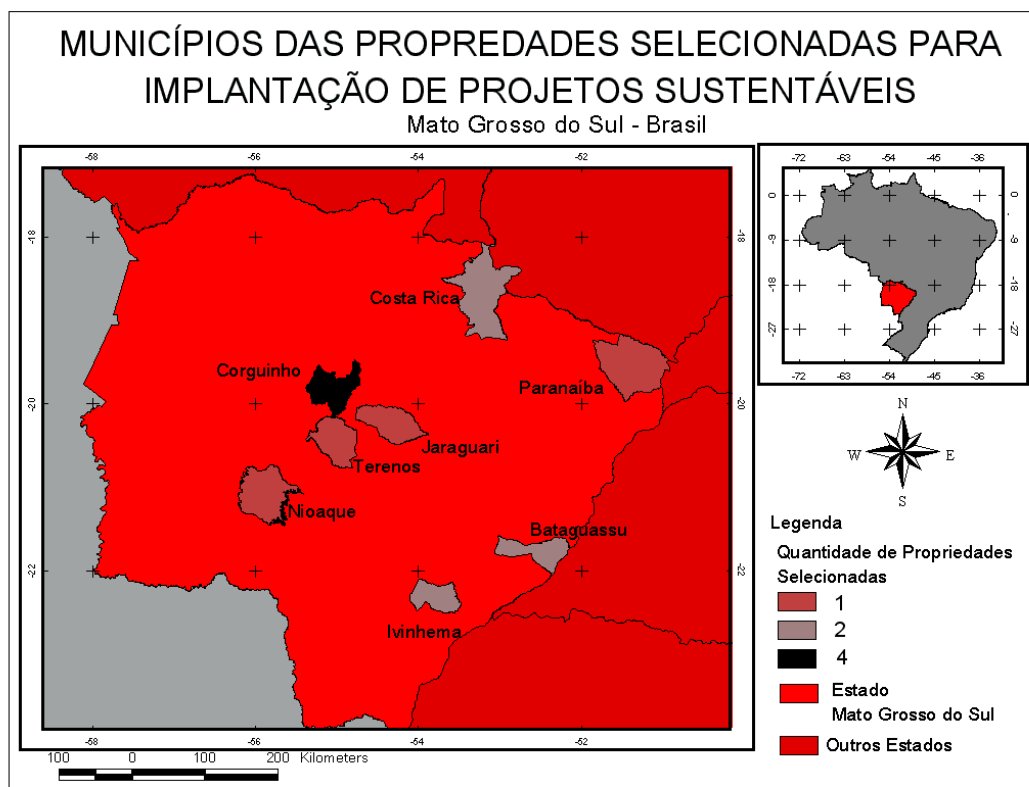 MUNICÍPIOS DAS PROPREDADES SELECIONADAS PARA
IMPLANTAÇÃO DE PROJETOS SUSTENTÁVEIS
Mato Grosso do Sul - Brasil
-58 -56 -54 -52
-18 -18
-20 -20
-22 -22
Costa Rica
Corguinho
Paranaíba
Jaraguari
Terenos
Nioaque
Bataguassu
Ivinhema
-58 -56 -54 -52
100 0 100 200 Kilometers
-72 -63 -54 -45 -36
0 0
-9 -9
-18 -18
-27 -27
-72 -63 -54 -45 -36
N
W E
S
Legenda
Quantidade de Propriedades
Selecionadas
1
2
4
Estado
Mato Grosso do Sul
Outros Estados